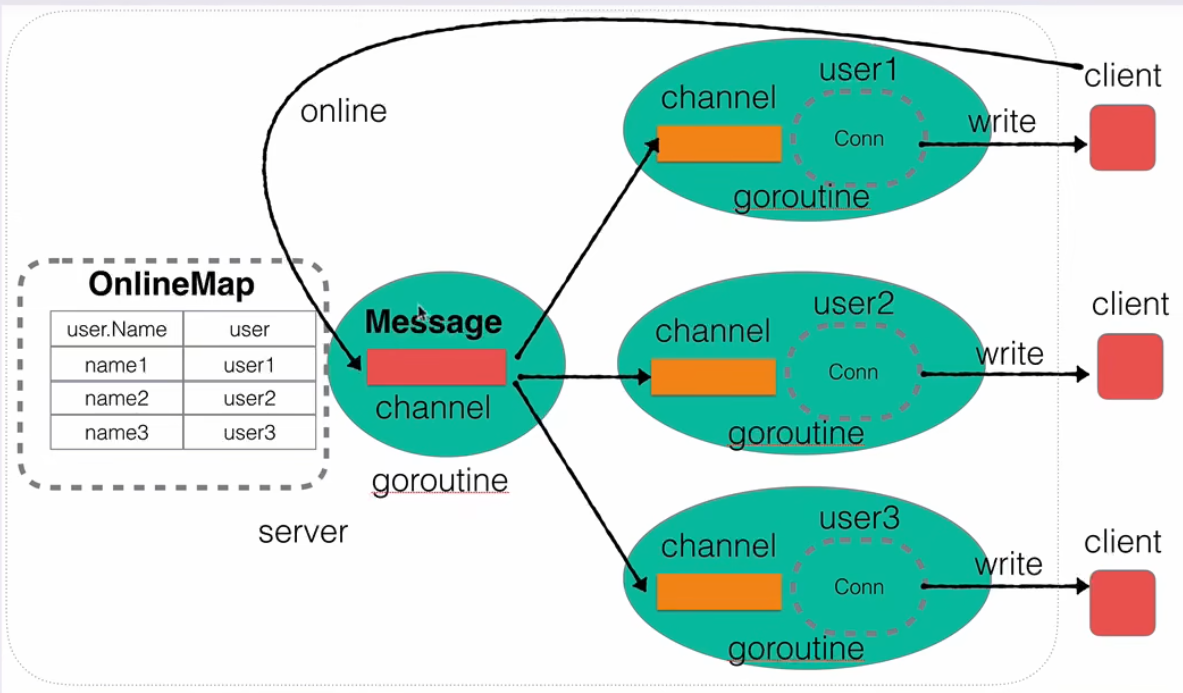 online
user1
channel
Conn
goroutine
write
client
OnlineMap
user.Name user
name1 user1
name2 user2
name3 user3
Message
channel
goroutine
server
user2
channel
Conn
goroutine
write
client
user3
channel
Conn
goroutine
write
client